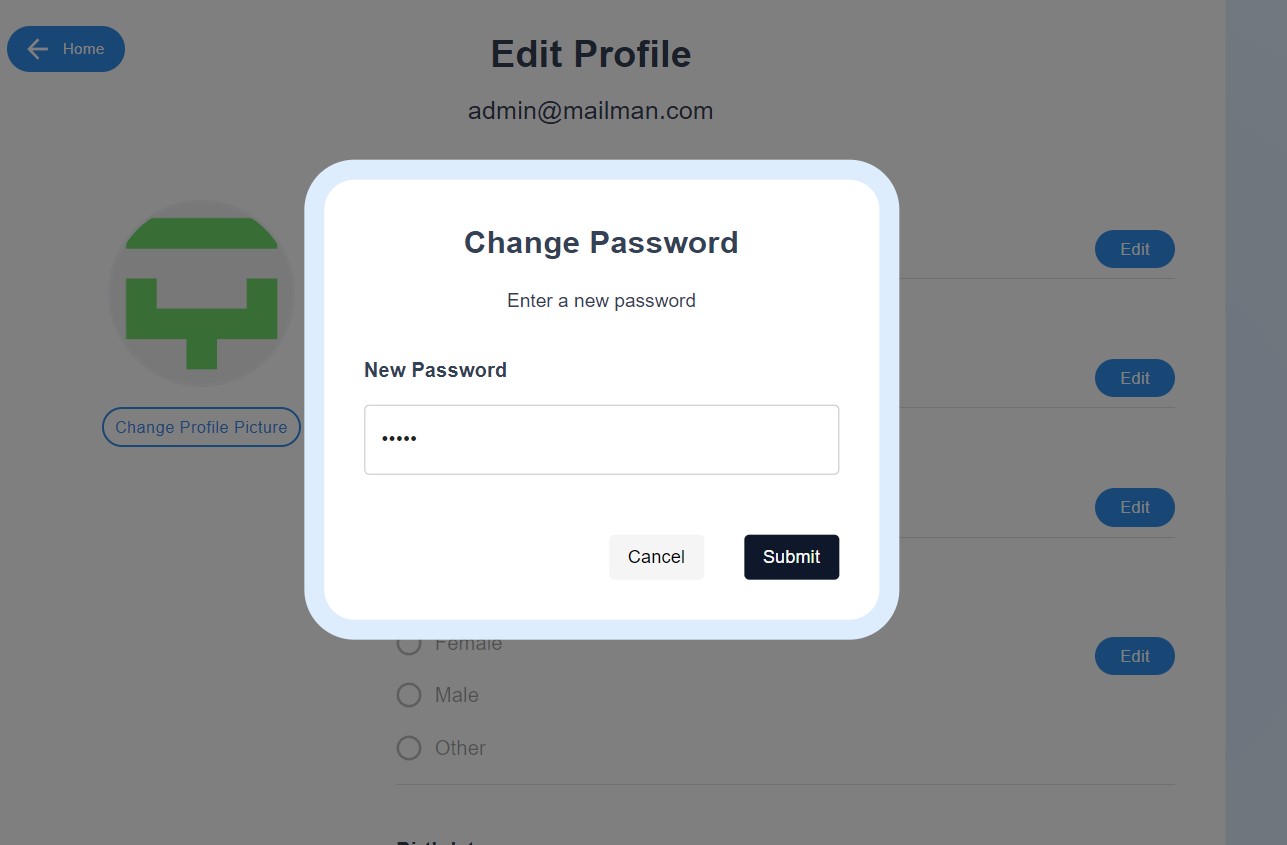 Home
Edit Profile
admin@mailman.com
Change Password
Enter a new password
New Password
•••••
Cancel
Submit
Change Profile Picture
Edit
Edit
Edit
Edit
Female
Male
Other